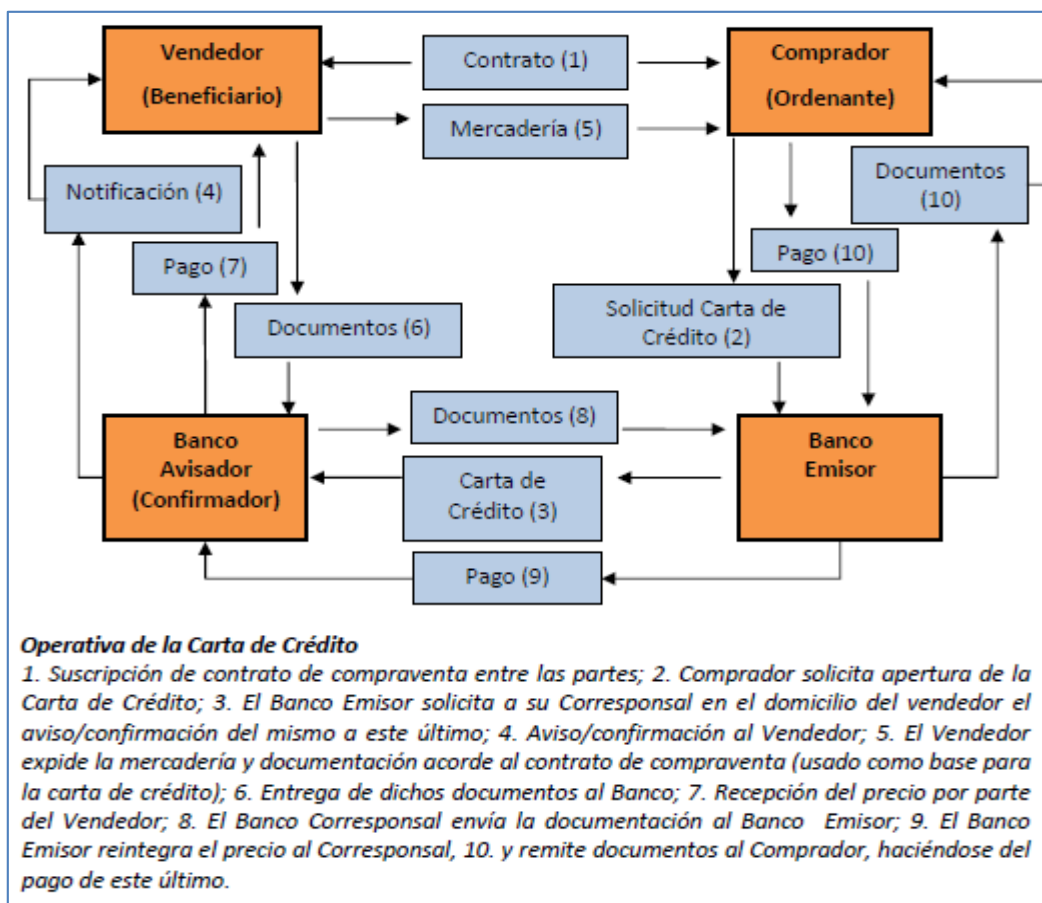 Vendedor
(Beneficiario)
Contrato (1)
Comprador
(Ordenante)
Mercadería (5)
Notificación (4)
Documentos
(10)
Pago (7)
Pago (10)
Documentos (6)
Solicitud Carta de
Crédito (2)
Banco
Avisador
(Confirmador)
Documentos (8)
Banco
Emisor
Carta de
Crédito (3)
Pago (9)
Operativa de la Carta de Crédito
1. Suscripción de contrato de compraventa entre las partes; 2. Comprador solicita apertura de la
Carta de Crédito; 3. El Banco Emisor solicita a su Corresponsal en el domicilio del vendedor el
aviso/confirmación del mismo a este último; 4. Aviso/confirmación al Vendedor; 5. El Vendedor
expide la mercadería y documentación acorde al contrato de compraventa (usado como base para
la carta de crédito); 6. Entrega de dichos documentos al Banco; 7. Recepción del precio por parte
del Vendedor; 8. El Banco Corresponsal envía la documentación al Banco Emisor; 9. El Banco
Emisor reintegra el precio al Corresponsal, 10. y remite documentos al Comprador, haciéndose del
pago de este último.